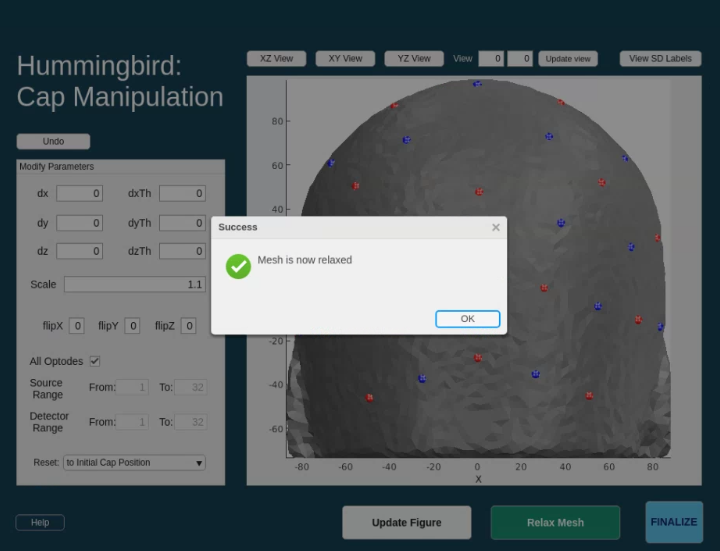 Hummingbird:
Cap Manipulation
XZ View XY View YZ View View 0 0 Update view View SD Labels
Undo
Modify Parameters
dx 0 dxTh 0
dy 0 dyTh 0
dz 0 dzTh 0
Scale 1.1
flipX 0 flipY 0 flipZ 0
All Optodes
Source Range From: 1 To: 32
Detector Range From: 1 To: 32
Reset: to Initial Cap Position
Success
Mesh is now relaxed
OK
80
60
40
-20
-40
-60
-80 -60 -40 -20 0 20 40 60 80
X
Help Update Figure Relax Mesh FINALIZE